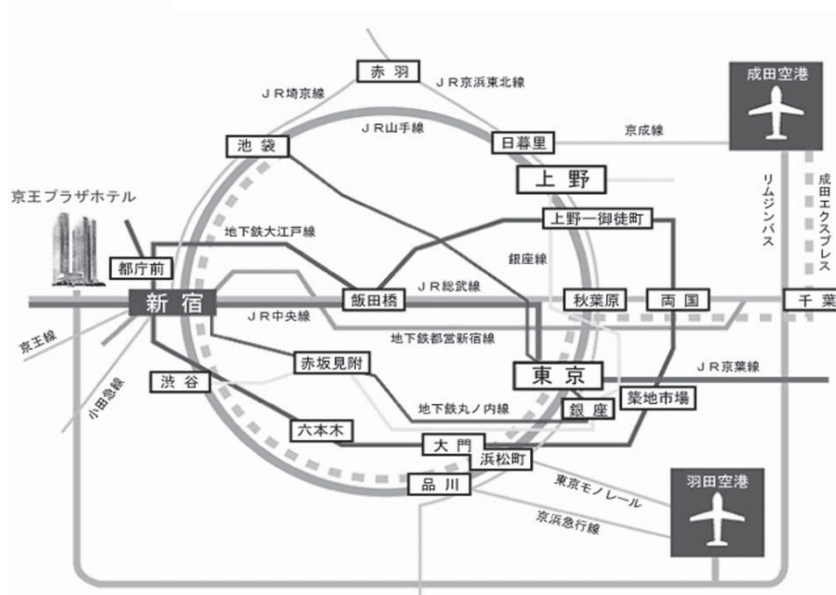 赤羽
JR埼京線
JR京浜東北線
成田空港
JR山手線
池袋
日暮里
京成線
上野
リムジンバス
成田エクスプレス
京王プラザホテル
上野一御徒町
地下鉄大江戸線
銀座線
都庁前
新宿
飯田橋
JR総武線
秋葉原
両国
千葉
JR中央線
京王線
地下鉄都営新宿線
赤坂見附
東京
JR京葉線
渋谷
小田急線
築地市場
地下鉄丸ノ内線
銀座
六本木
大門
浜松町
羽田空港
品川
東京モノレール
京浜急行線